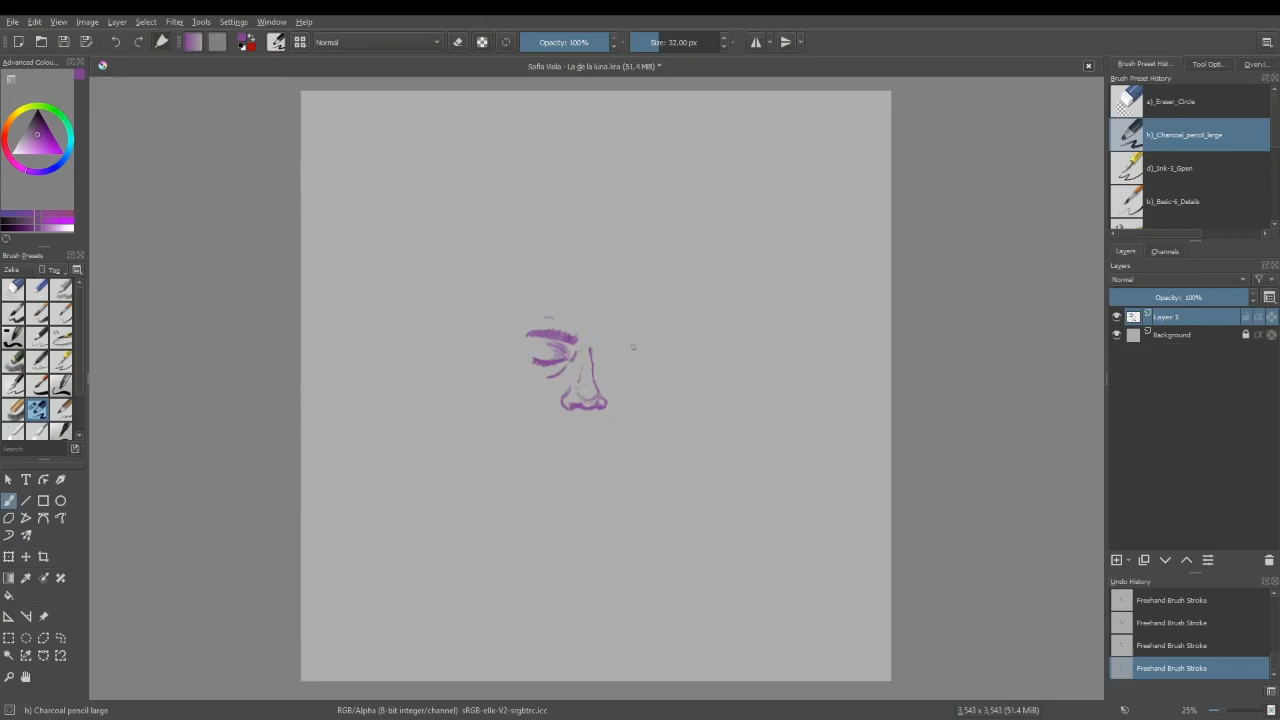 File Edit View Image Layer Select Filter Tools Settings Window Help
Normal Opacity: 100% Size: 32.00 px
Advanced Colou...
Sofia Viola - La de la luna.kra (51.4 MiB) *
Brush Preset Hist... Tool Opti... Overvi...
Brush Preset History
a)_Eraser_Circle
h)_Charcoal_pencil_large
d)_Ink-3_Gpen
b)_Basic-6_Details
Layers Channels
Layers
Normal
Opacity: 100%
Layer 1
Background
Brush Presets
Zeke Tag
Search
Undo History
Freehand Brush Stroke
Freehand Brush Stroke
Freehand Brush Stroke
Freehand Brush Stroke
h) Charcoal pencil large RGB/Alpha (8-bit integer/channel) sRGB-elle-V2-srgbtrc.icc 3,543 x 3,543 (51.4 MiB) 25%